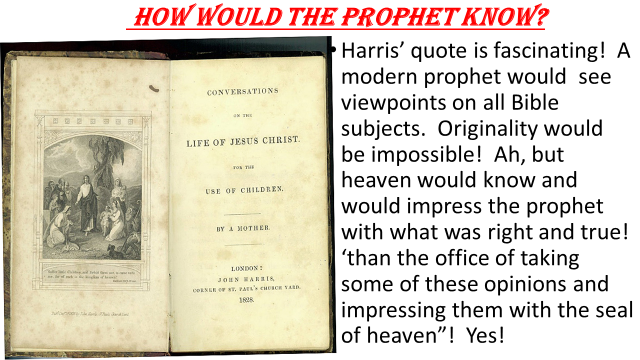 HOW WOULD THE PROPHET KNOW?
CONVERSATIONS
ON THE
LIFE OF JESUS CHRIST.
FOR THE
USE OF CHILDREN.
BY A MOTHER.
LONDON:
JOHN HARRIS,
CORNER OF ST. PAUL'S CHURCH YARD.
1828.
• Harris’ quote is fascinating!  A
modern prophet would  see
viewpoints on all Bible
subjects.  Originality would
be impossible!  Ah, but
heaven would know and
would impress the prophet
with what was right and true!
‘than the office of taking
some of these opinions and
impressing them with the seal
of heaven”!  Yes!